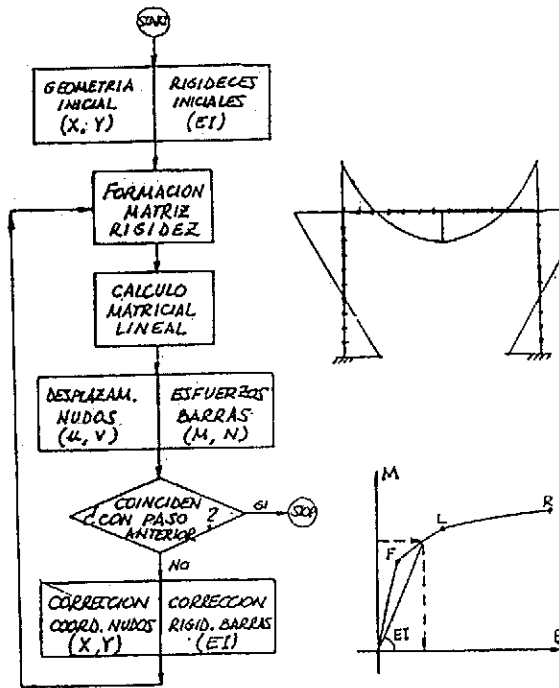 START
GEOMETRIA
INICIAL
(X, Y)
RIGIDECES
INICIALES
(EI)
FORMACION
MATRIZ
RIGIDEZ
CALCULO
MATRICIAL
LINEAL
DESPLAZAM.
NUDOS
(u, v)
ESFUERZOS
BARRAS
(M, N)
¿COINCIDEN
CON PASO
ANTERIOR?
SI
STOP
NO
CORRECCION
COORD. NUDOS
(X, Y)
CORRECCION
RIGID. BARRAS
(EI)
M
F
L
R
EI